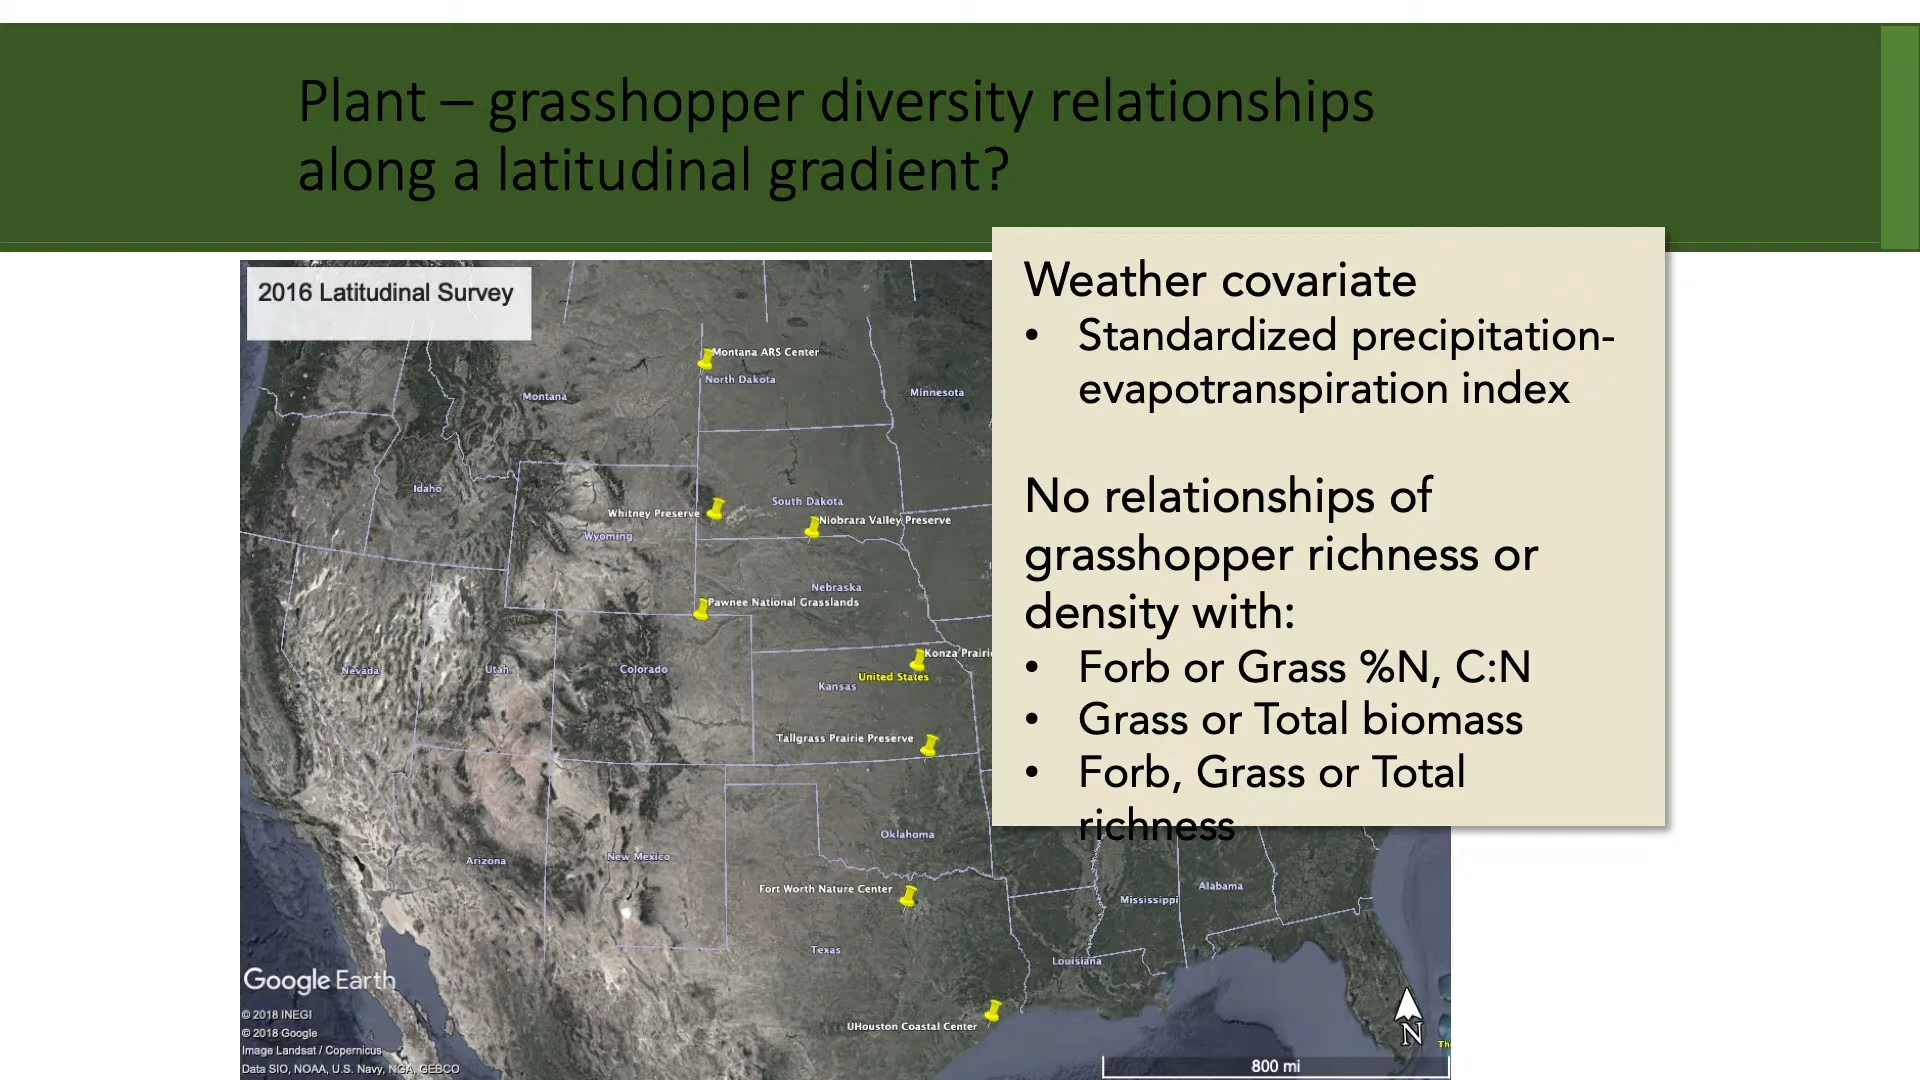 Plant – grasshopper diversity relationships
along a latitudinal gradient?
2016 Latitudinal Survey
Weather covariate
• Standardized precipitation-
evapotranspiration index
No relationships of
grasshopper richness or
density with:
• Forb or Grass %N, C:N
• Grass or Total biomass
• Forb, Grass or Total
richness
Montana ARS Center
North Dakota
Minnesota
Montana
Idaho
South Dakota
Whitney Preserve
Niobrara Valley Preserve
Wyoming
Nebraska
Pawnee National Grasslands
Konza Prairie
Nevada
Utah
Colorado
Kansas
United States
Tallgrass Prairie Preserve
Oklahoma
Arizona
New Mexico
Fort Worth Nature Center
Mississippi
Alabama
Texas
Louisiana
UHouston Coastal Center
Google Earth
© 2018 INEGI
© 2018 Google
Image Landsat / Copernicus
Data SIO, NOAA, U.S. Navy, NGA, GEBCO
N
800 mi